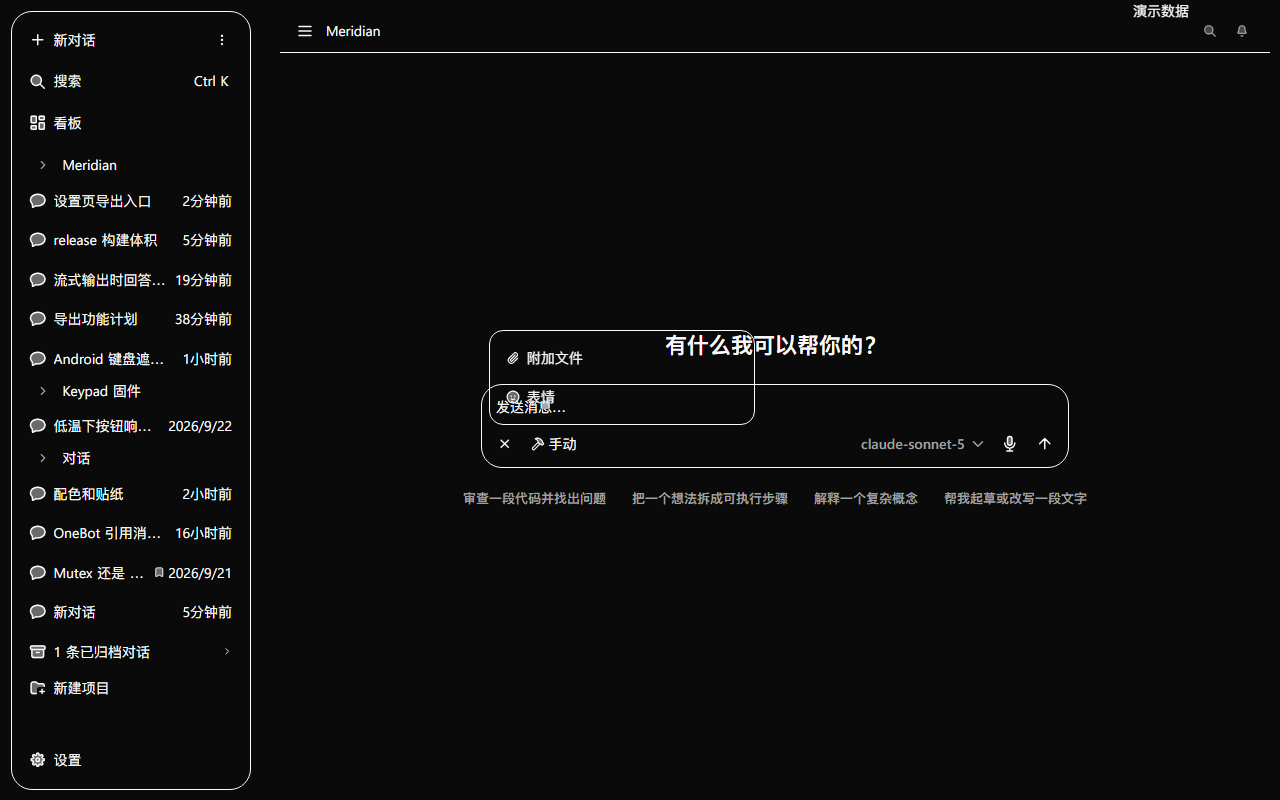 新对话
搜索 Ctrl K
看板
Meridian
设置页导出入口 2分钟前
release 构建体积 5分钟前
流式输出时回答… 19分钟前
导出功能计划 38分钟前
Android 键盘遮… 1小时前
Keypad 固件
低温下按钮响… 2026/9/22
对话
配色和贴纸 2小时前
OneBot 引用消… 16小时前
Mutex 还是 … 2026/9/21
新对话 5分钟前
1 条已归档对话
新建项目
设置
Meridian
演示数据
有什么我可以帮你的？
附加文件
表情
发送消息…
手动 claude-sonnet-5
审查一段代码并找出问题 把一个想法拆成可执行步骤 解释一个复杂概念 帮我起草或改写一段文字